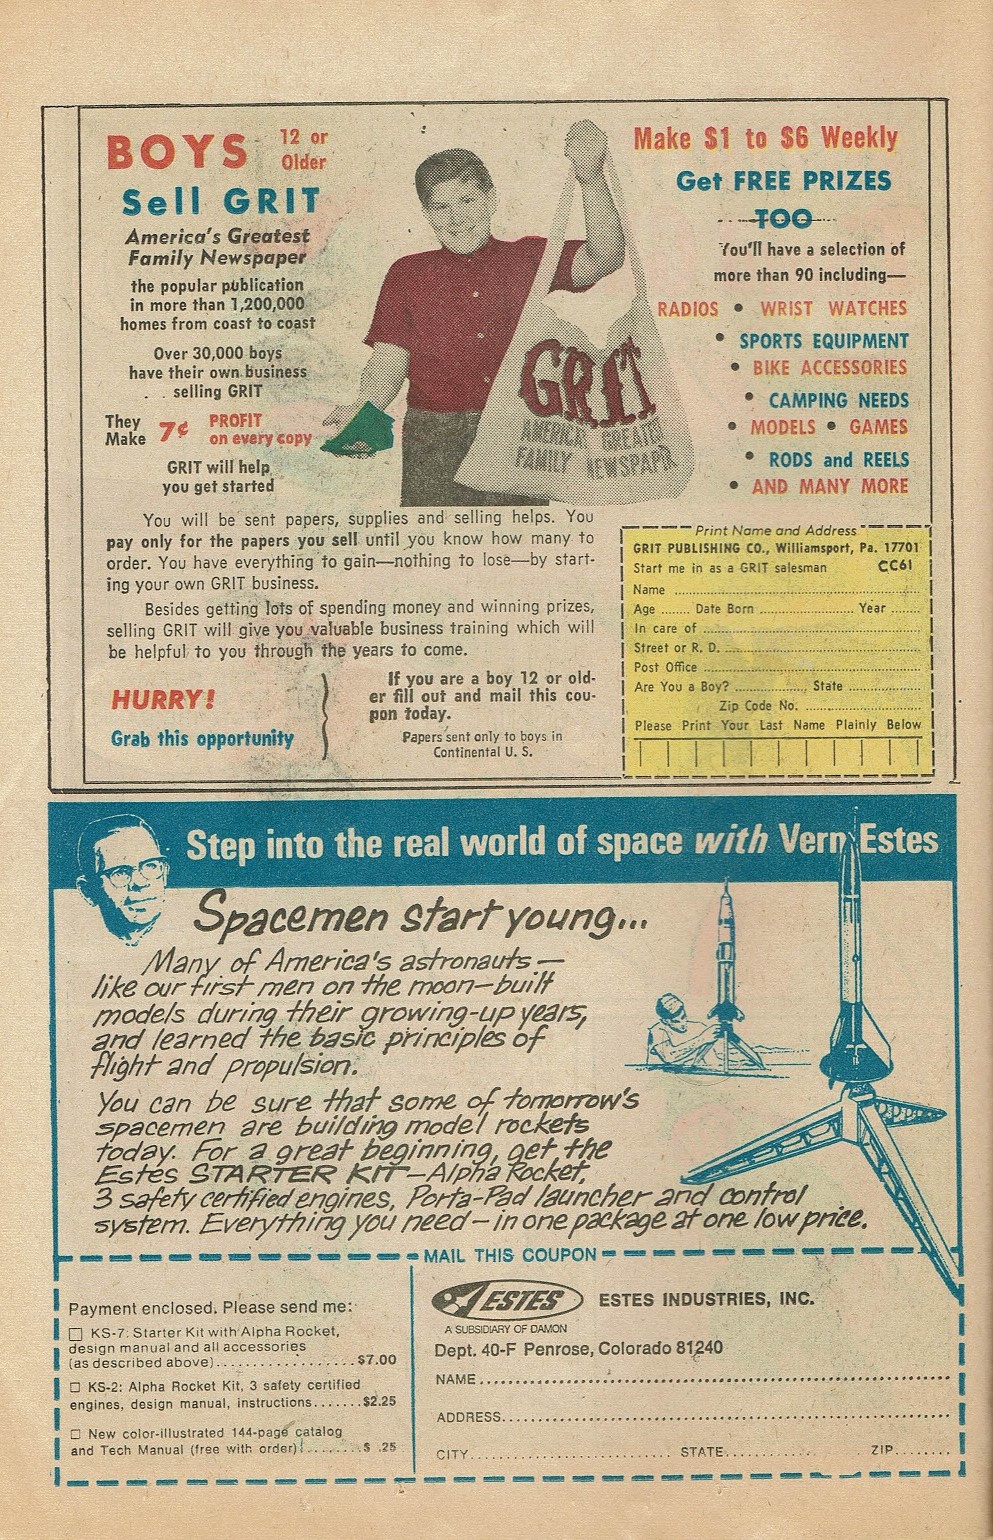 BOYS 12 or
Older
Sell GRIT
America's Greatest
Family Newspaper
the popular publication
in more than 1,200,000
homes from coast to coast
Over 30,000 boys
have their own business
selling GRIT
They
Make 7¢ PROFIT
on every copy
GRIT will help
you get started
GRIT
AMERICA'S GREATEST
FAMILY NEWSPAPER
Make $1 to $6 Weekly
Get FREE PRIZES
TOO
You'll have a selection of
more than 90 including—
RADIOS • WRIST WATCHES
• SPORTS EQUIPMENT
• BIKE ACCESSORIES
• CAMPING NEEDS
• MODELS • GAMES
• RODS and REELS
• AND MANY MORE
You will be sent papers, supplies and selling helps. You
pay only for the papers you sell until you know how many to
order. You have everything to gain—nothing to lose—by start-
ing your own GRIT business.
Besides getting lots of spending money and winning prizes,
selling GRIT will give you valuable business training which will
be helpful to you through the years to come.
HURRY!
Grab this opportunity
If you are a boy 12 or old-
er fill out and mail this cou-
pon today.
Papers sent only to boys in
Continental U. S.
Print Name and Address
GRIT PUBLISHING CO., Williamsport, Pa. 17701
Start me in as a GRIT salesman CC61
Name
Age ....... Date Born .................. Year .......
In care of
Street or R. D.
Post Office
Are You a Boy? .............., State ..............
Zip Code No. ..............
Please Print Your Last Name Plainly Below
Step into the real world of space with Vern Estes
Spacemen start young...
Many of America's astronauts —
like our first men on the moon—built
models during their growing-up years,
and learned the basic principles of
flight and propulsion.
You can be sure that some of tomorrow's
spacemen are building model rockets
today. For a great beginning, get the
Estes STARTER KIT—Alpha Rocket,
3 safety certified engines, Porta-Pad launcher and control
system. Everything you need—in one package at one low price.
MAIL THIS COUPON
Payment enclosed. Please send me:
KS-7: Starter Kit with Alpha Rocket,
design manual and all accessories
(as described above)...................$7.00
KS-2: Alpha Rocket Kit, 3 safety certified
engines, design manual, instructions.......$2.25
New color-illustrated 144-page catalog
and Tech Manual (free with order)..........$ .25
ESTES ESTES INDUSTRIES, INC.
A SUBSIDIARY OF DAMON
Dept. 40-F Penrose, Colorado 81240
NAME
ADDRESS
CITY.............................. STATE............. ZIP........